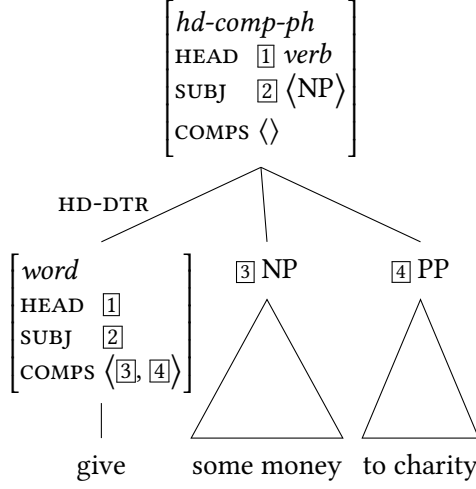 hd-comp-ph
HEAD 1 verb
SUBJ 2 ⟨NP⟩
COMPS ⟨⟩
HD-DTR
word
HEAD 1
SUBJ 2
COMPS ⟨3, 4⟩
3 NP
4 PP
give
some money
to charity